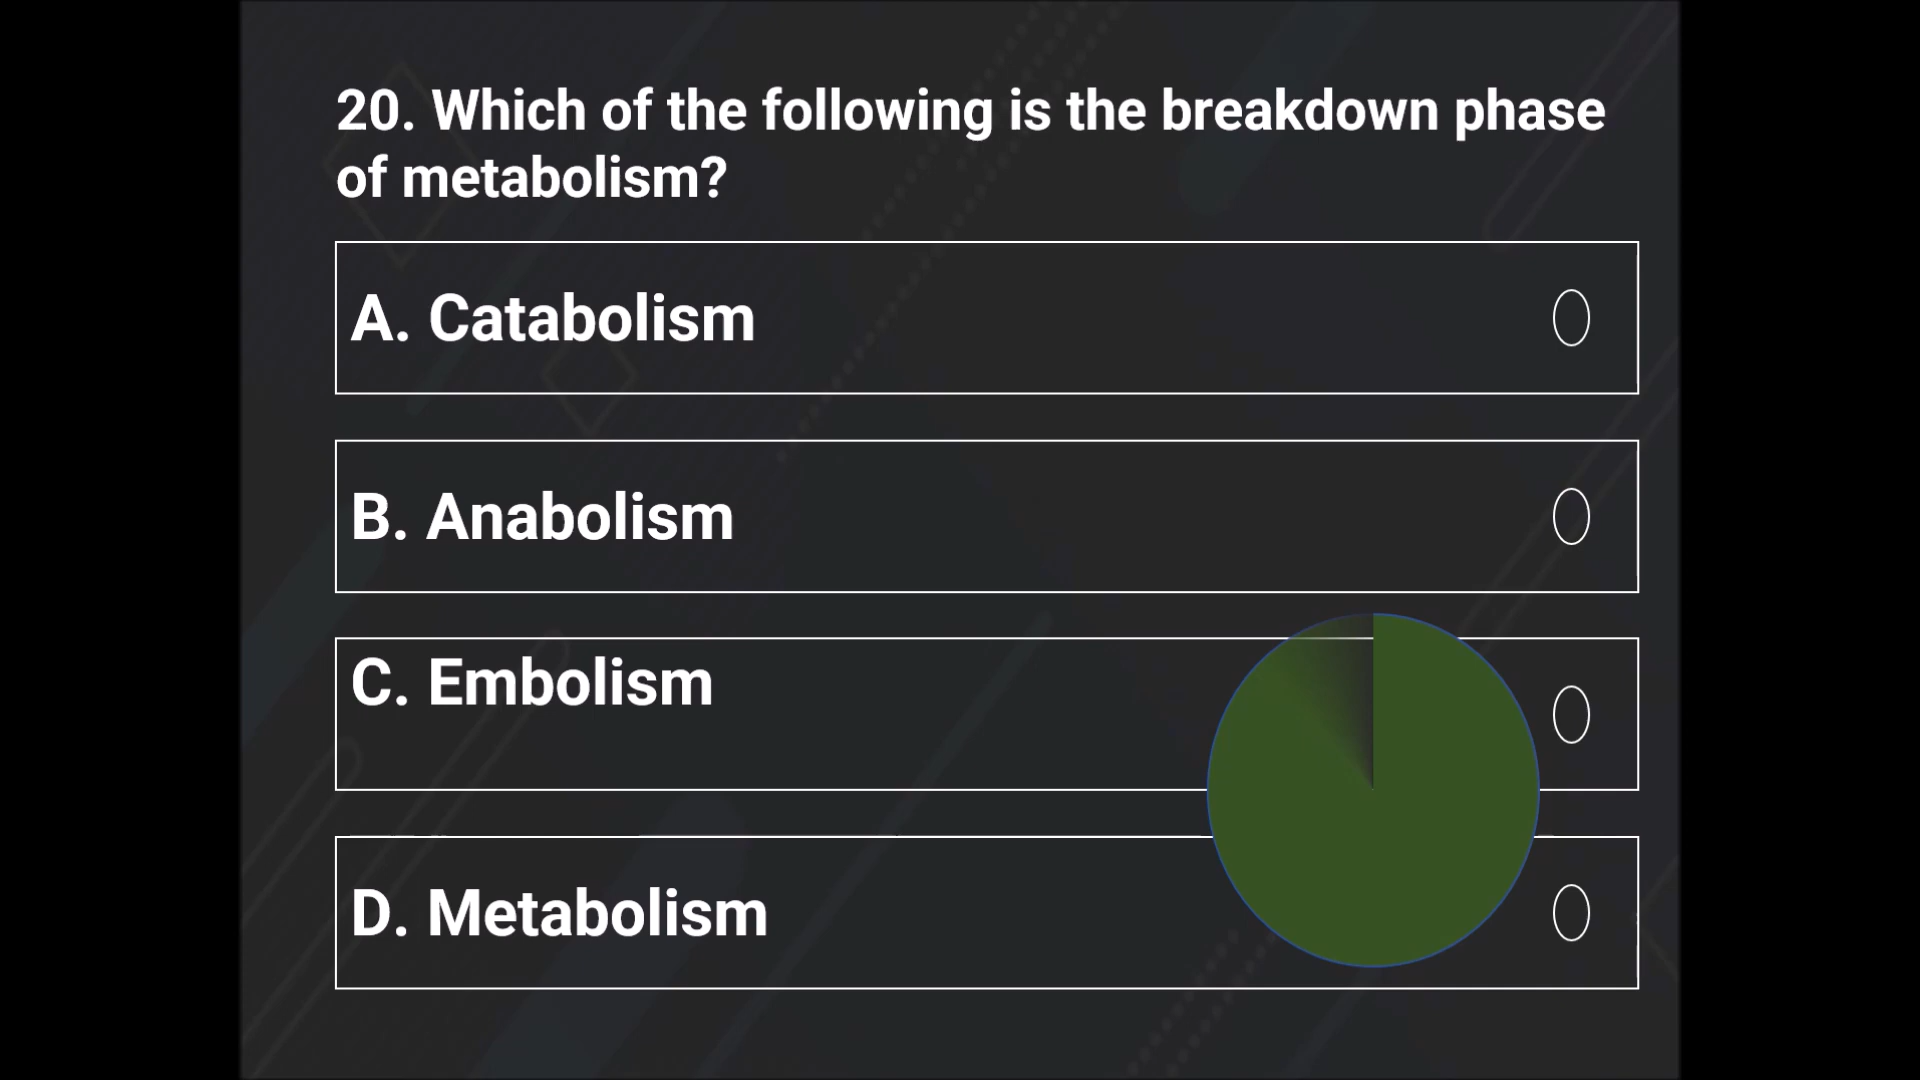 20. Which of the following is the breakdown phase
of metabolism?
A. Catabolism
B. Anabolism
C. Embolism
D. Metabolism